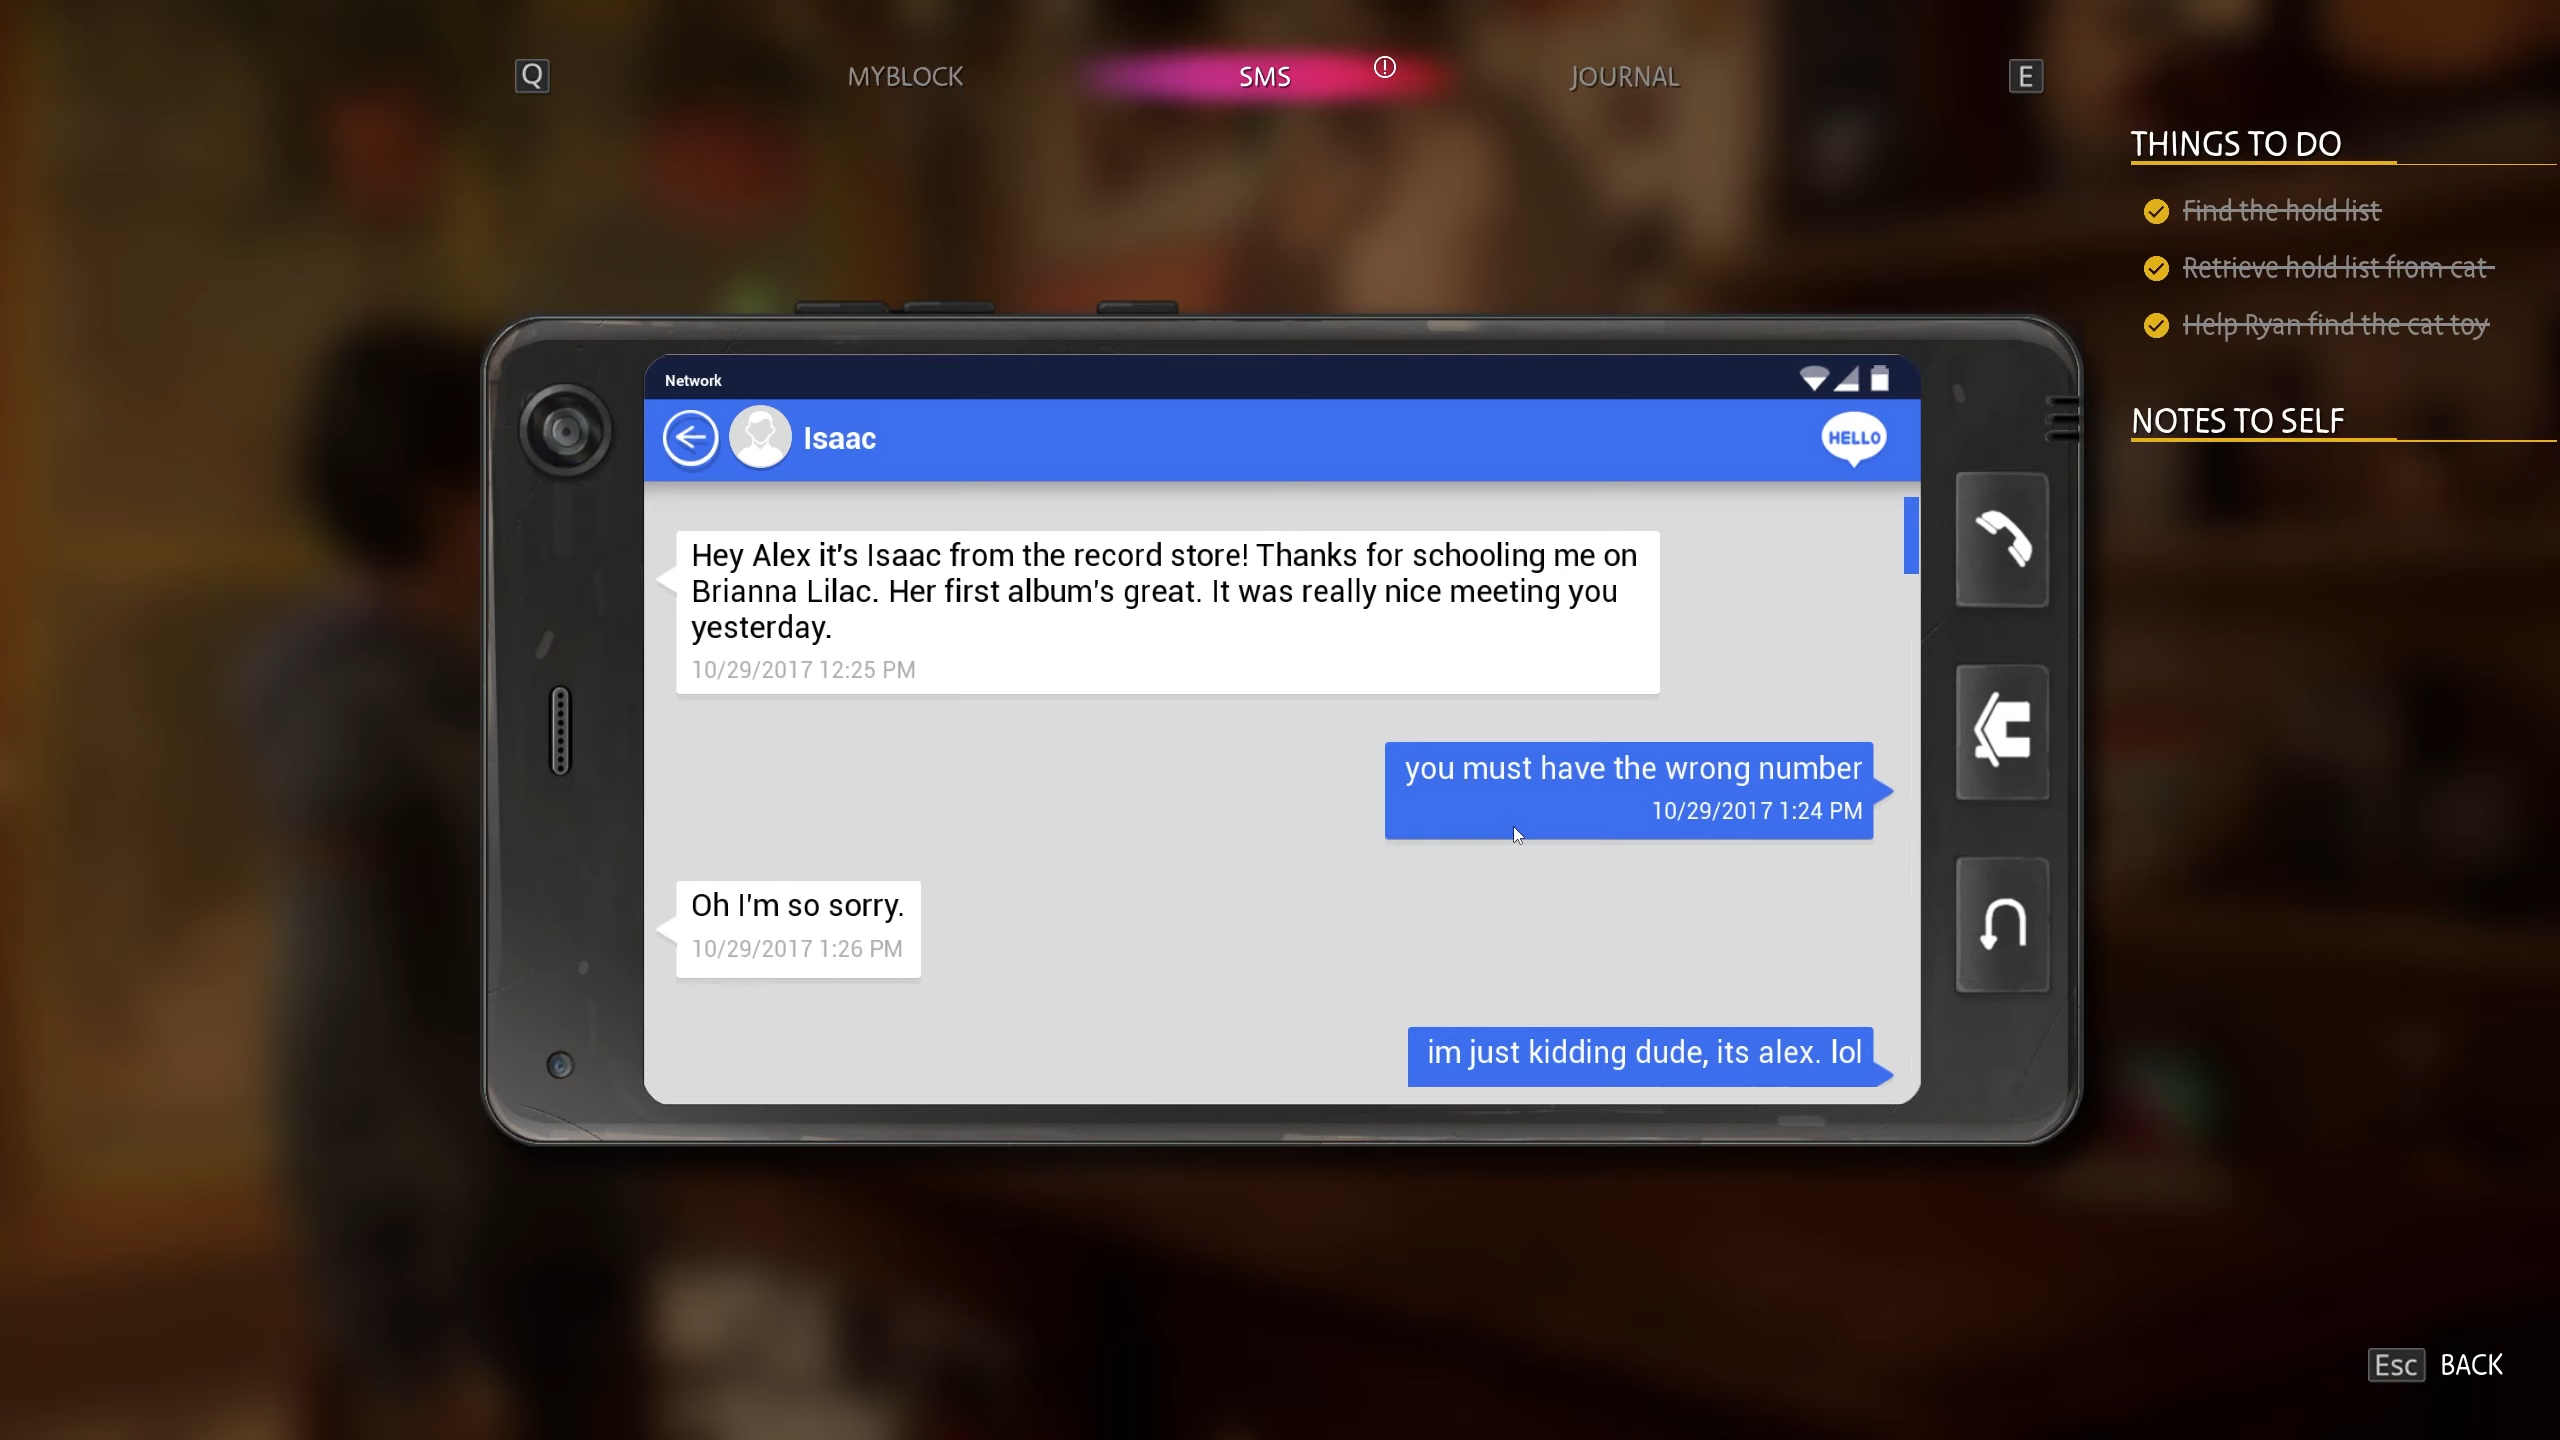 Q
MYBLOCK
SMS
JOURNAL
E
THINGS TO DO
Find the hold list
Retrieve hold list from cat
Help Ryan find the cat toy
NOTES TO SELF
Network
Isaac
HELLO
Hey Alex it's Isaac from the record store! Thanks for schooling me on
Brianna Lilac. Her first album's great. It was really nice meeting you
yesterday.
10/29/2017 12:25 PM
you must have the wrong number
10/29/2017 1:24 PM
Oh I'm so sorry.
10/29/2017 1:26 PM
im just kidding dude, its alex. lol
Esc BACK